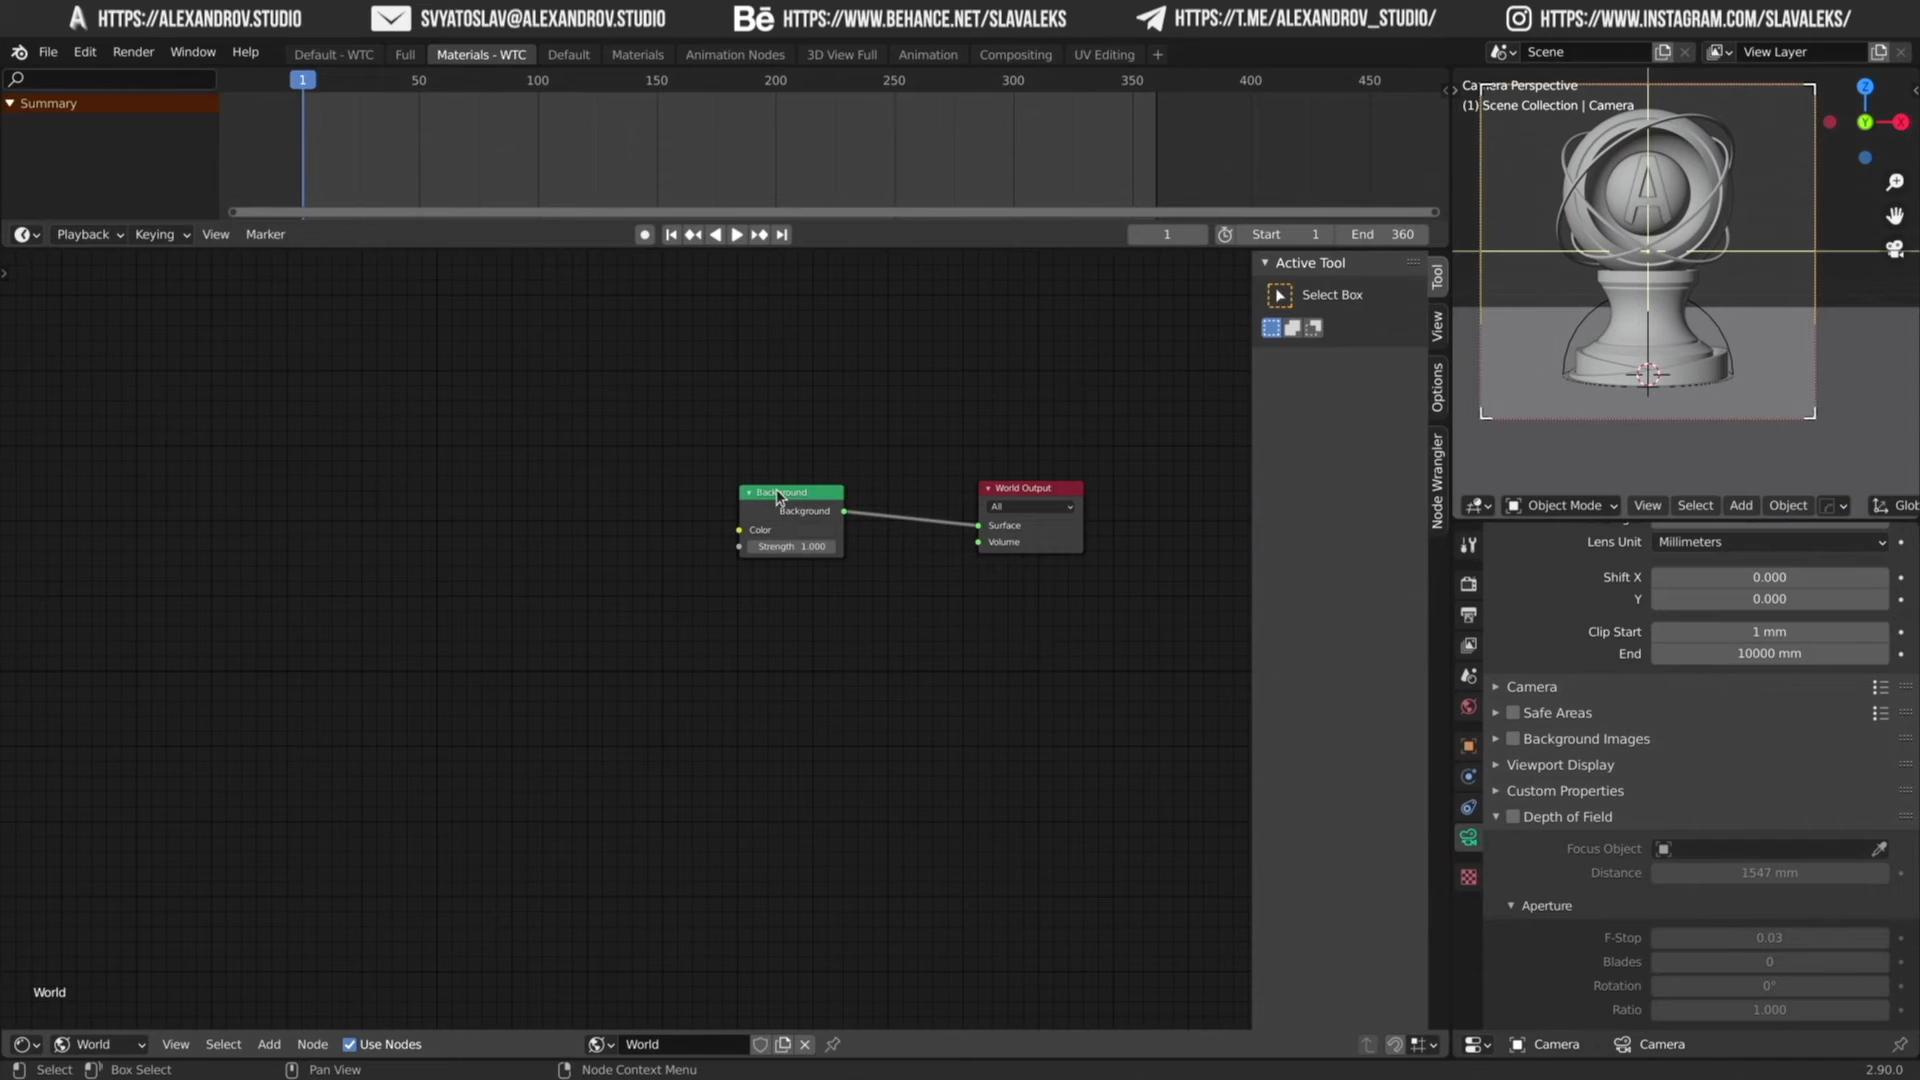 HTTPS://ALEXANDROV.STUDIO SVYATOSLAV@ALEXANDROV.STUDIO Bē HTTPS://WWW.BEHANCE.NET/SLAVALEKS HTTPS://T.ME/ALEXANDROV_STUDIO/ HTTPS://WWW.INSTAGRAM.COM/SLAVALEKS/
File Edit Render Window Help Default - WTC Full Materials - WTC Default Materials Animation Nodes 3D View Full Animation Compositing UV Editing + Scene View Layer
1 50 100 150 200 250 300 350 400 450
Summary
Camera Perspective
(1) Scene Collection | Camera
Z
Y
X
A
Playback Keying View Marker 1 Start 1 End 360
Active Tool
Select Box
Tool
View
Options
Node Wrangler
Background
Background
Color
Strength 1.000
World Output
All
Surface
Volume
Object Mode View Select Add Object Glob
Lens Unit Millimeters
Shift X 0.000
Y 0.000
Clip Start 1 mm
End 10000 mm
Camera
Safe Areas
Background Images
Viewport Display
Custom Properties
Depth of Field
Focus Object
Distance 1547 mm
Aperture
F-Stop 0.03
Blades 0
Rotation 0°
Ratio 1.000
World
World View Select Add Node Use Nodes World Camera Camera
Select Box Select Pan View Node Context Menu 2.90.0